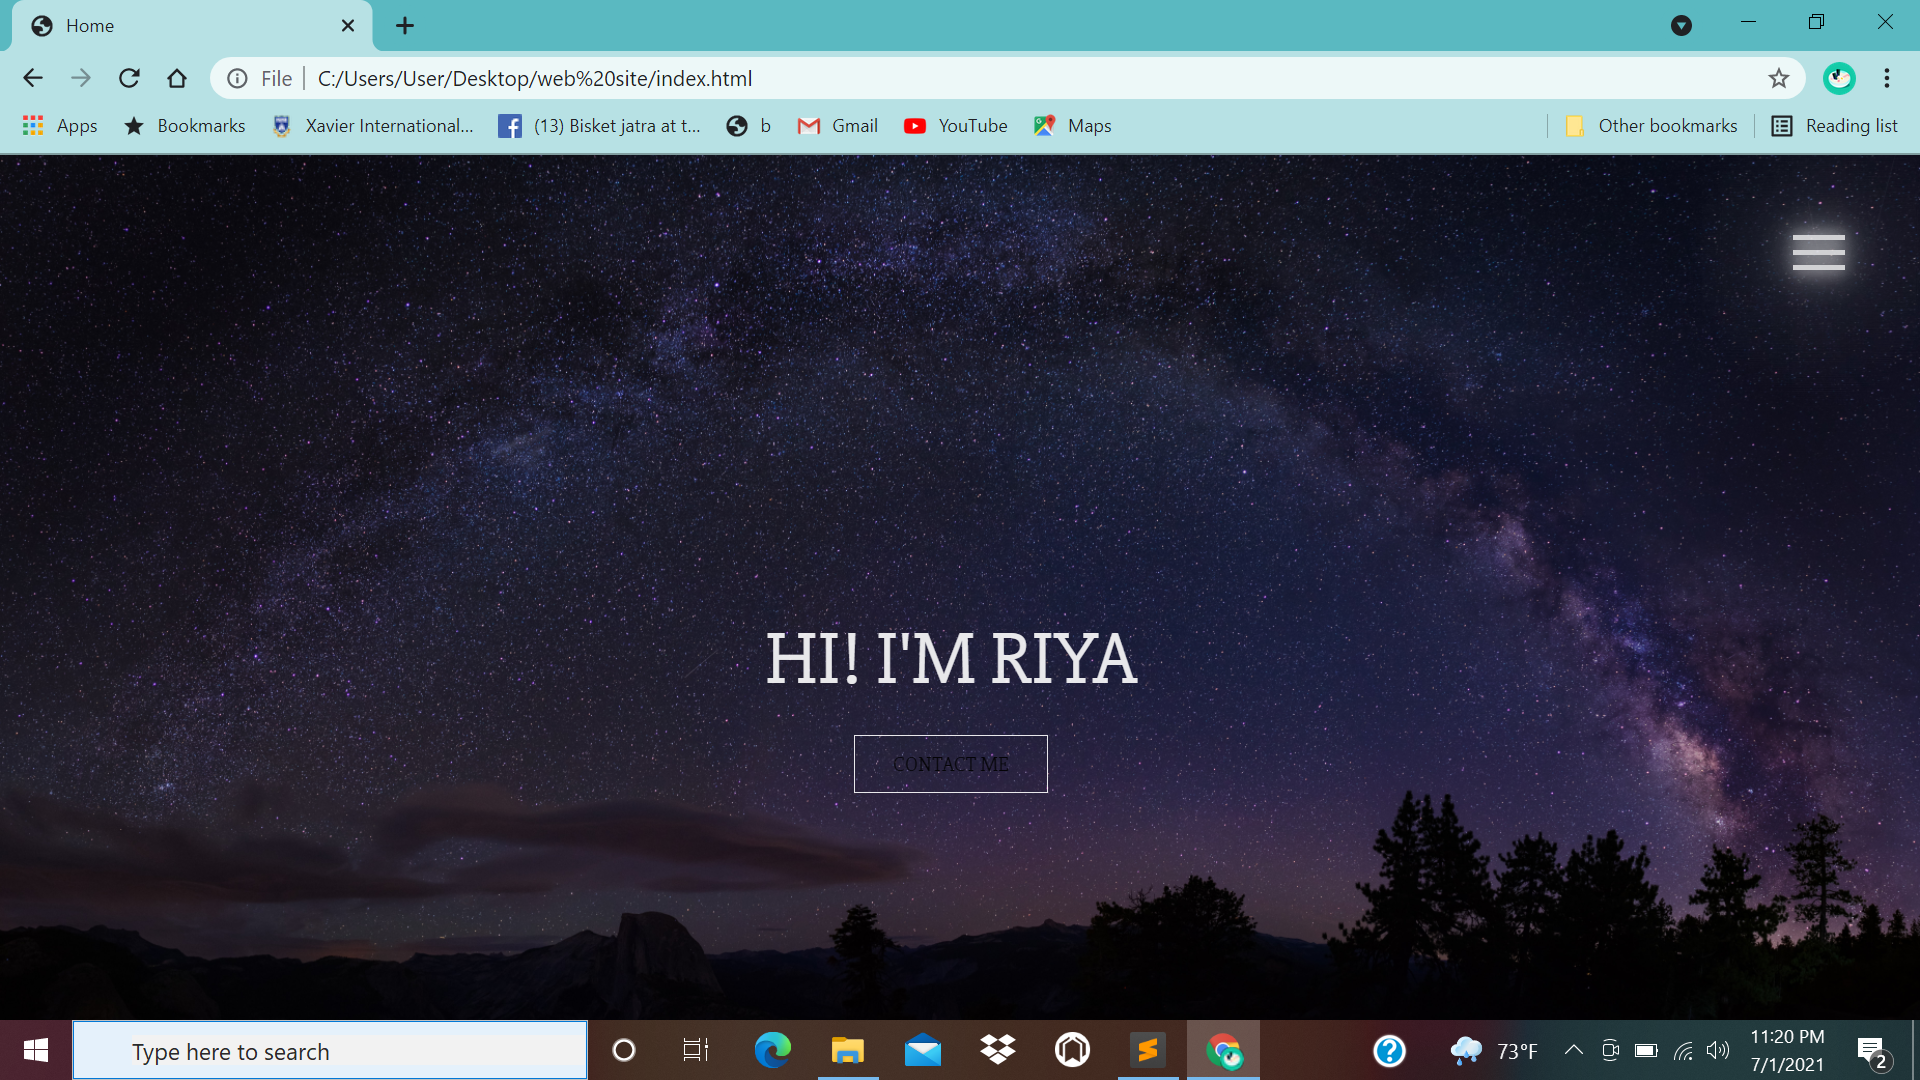 Home
File C:/Users/User/Desktop/web%20site/index.html
Apps Bookmarks Xavier International... (13) Bisket jatra at t... b Gmail YouTube Maps Other bookmarks Reading list
HI! I'M RIYA
CONTACT ME
Type here to search
73°F
11:20 PM
7/1/2021
2